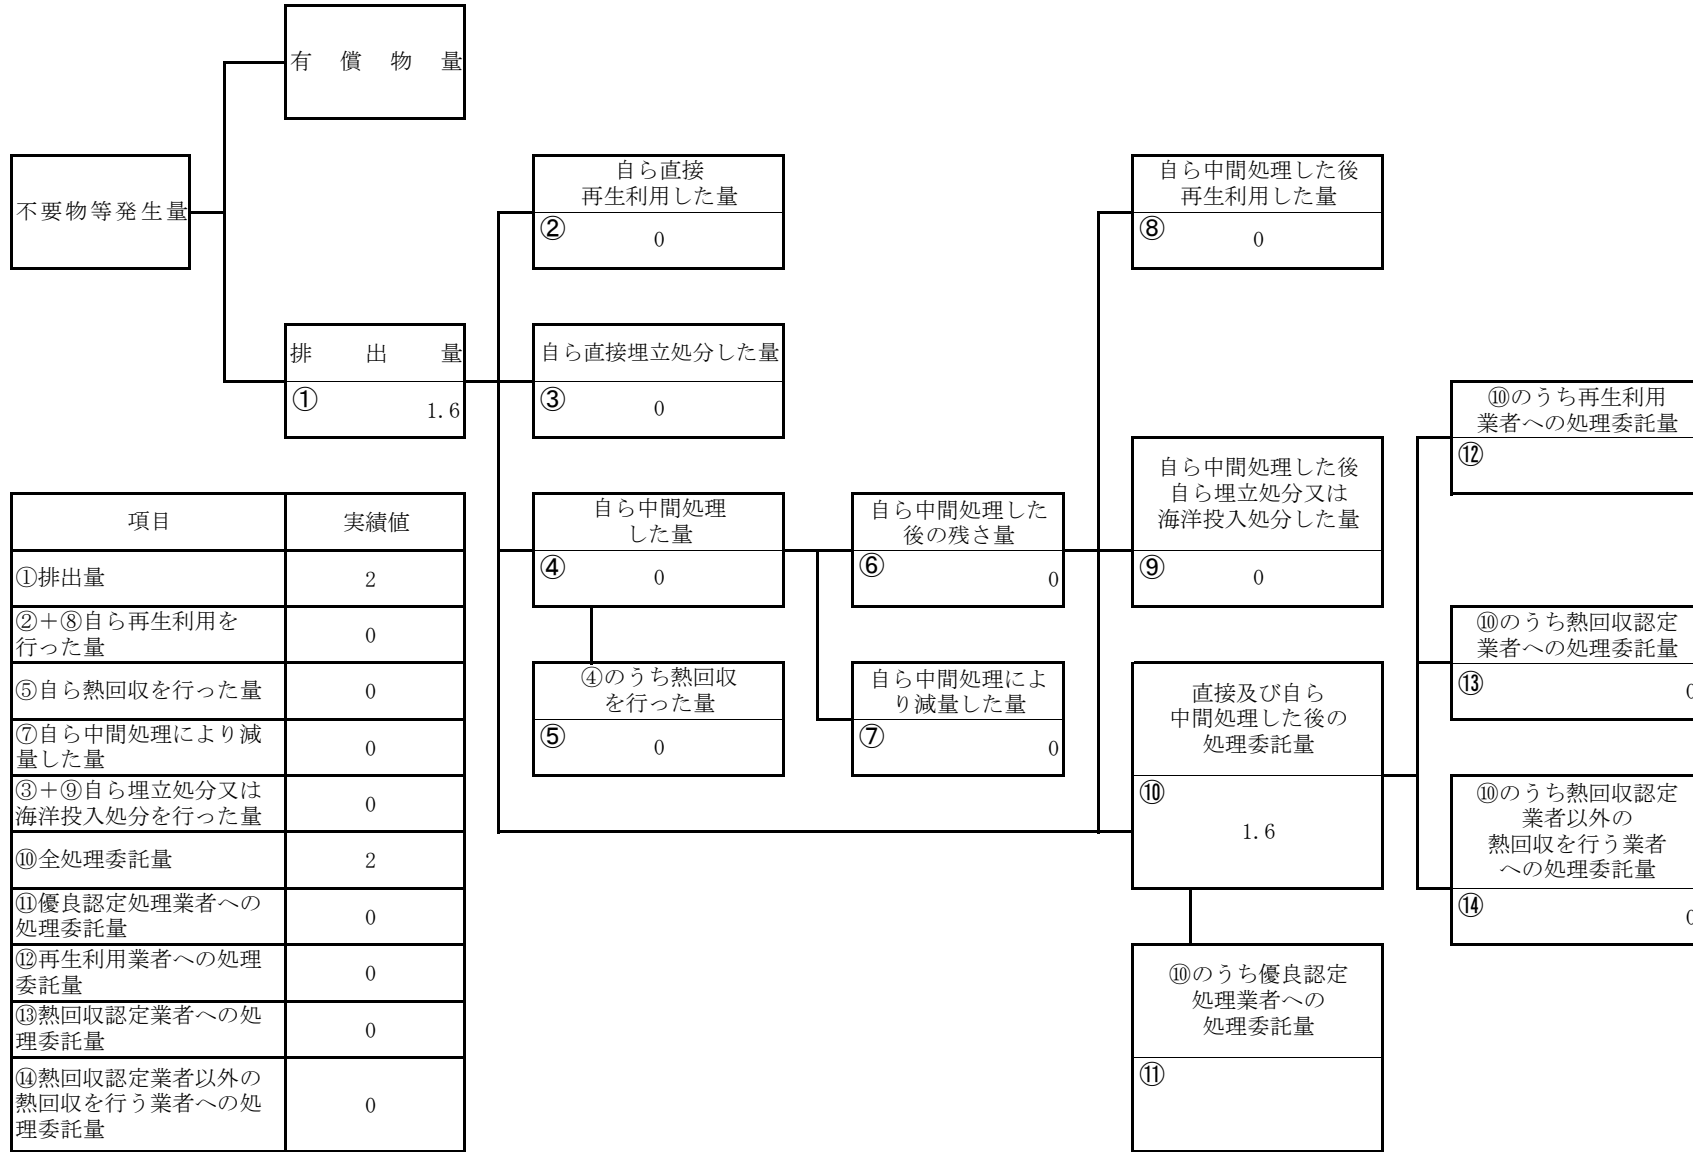 有償物量
不要物等発生量
自ら直接
再生利用した量
②
0
自ら中間処理した後
再生利用した量
⑧
0
排出量
①
1.6
自ら直接埋立処分した量
③
0
⑩のうち再生利用
業者への処理委託量
⑫
自ら中間処理
した量
④
0
自ら中間処理した
後の残さ量
⑥
0
自ら中間処理した後
自ら埋立処分又は
海洋投入処分した量
⑨
0
⑩のうち熱回収認定
業者への処理委託量
⑬
0
④のうち熱回収
を行った量
⑤
0
自ら中間処理によ
り減量した量
⑦
0
直接及び自ら
中間処理した後の
処理委託量
⑩
1.6
⑩のうち熱回収認定
業者以外の
熱回収を行う業者
への処理委託量
⑭
0
⑩のうち優良認定
処理業者への
処理委託量
⑪
項目 実績値
①排出量 2
②＋⑧自ら再生利用を
行った量 0
⑤自ら熱回収を行った量 0
⑦自ら中間処理により減
量した量 0
③＋⑨自ら埋立処分又は
海洋投入処分を行った量 0
⑩全処理委託量 2
⑪優良認定処理業者への
処理委託量 0
⑫再生利用業者への処理
委託量 0
⑬熱回収認定業者への処
理委託量 0
⑭熱回収認定業者以外の
熱回収を行う業者への処
理委託量 0